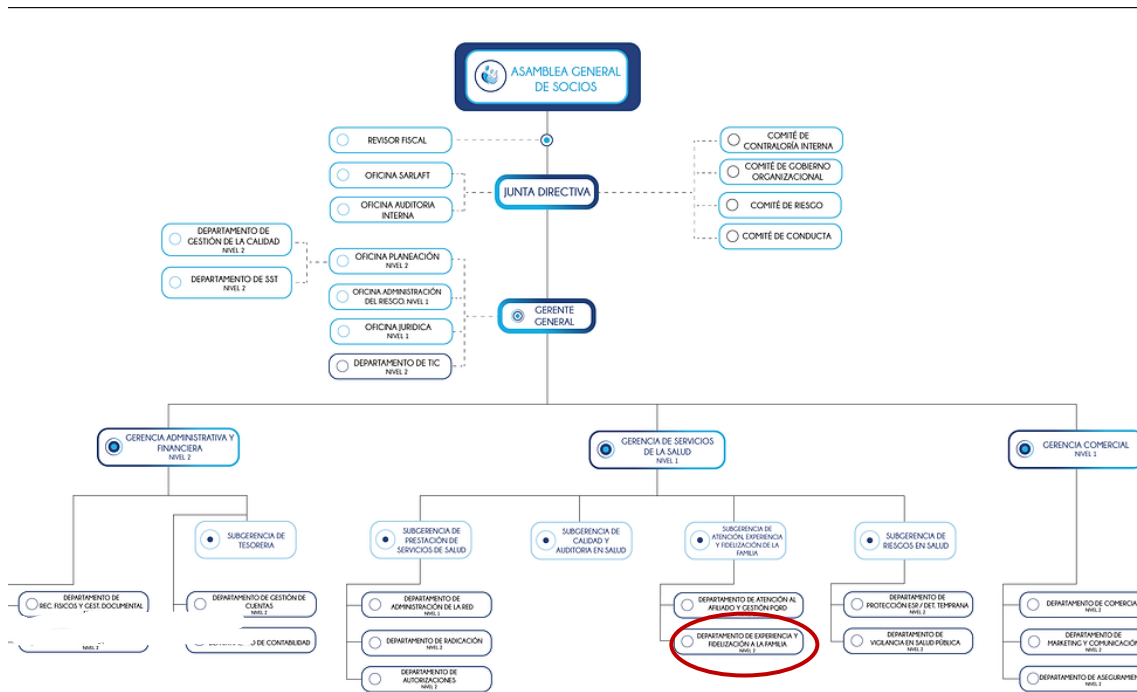 ASAMBLEA GENERAL
DE SOCIOS
REVISOR FISCAL
OFICINA SARLAFT
OFICINA AUDITORIA
INTERNA
JUNTA DIRECTIVA
COMITÉ DE
CONTRALORÍA INTERNA
COMITÉ DE GOBIERNO
ORGANIZACIONAL
COMITÉ DE RIESGO
COMITÉ DE CONDUCTA
DEPARTAMENTO DE
GESTIÓN DE LA CALIDAD
NIVEL 2
DEPARTAMENTO DE SST
NIVEL 2
OFICINA PLANEACIÓN
NIVEL 2
OFICINA ADMINISTRACIÓN
DEL RIESGO. NIVEL 1
OFICINA JURIDICA
NIVEL 1
DEPARTAMENTO DE TIC
NIVEL 2
GERENTE
GENERAL
GERENCIA ADMINISTRATIVA Y
FINANCIERA
NIVEL 2
GERENCIA DE SERVICIOS
DE LA SALUD
NIVEL 1
GERENCIA COMERCIAL
NIVEL 1
SUBGERENCIA DE
TESORERIA
SUBGERENCIA DE
PRESTACIÓN DE
SERVICIOS DE SALUD
SUBGERENCIA DE
CALIDAD Y
AUDITORIA EN SALUD
SUBGERENCIA DE
ATENCIÓN, EXPERIENCIA
Y FIDELIZACIÓN DE LA
FAMILIA
SUBGERENCIA DE
RIESGOS EN SALUD
DEPARTAMENTO DE
REC. FISICOS Y GEST. DOCUMENTAL
DEPARTAMENTO DE GESTIÓN DE
CUENTAS
NIVEL 2
DE CONTABILIDAD
DEPARTAMENTO DE
ADMINISTRACIÓN DE LA RED
NIVEL 1
DEPARTAMENTO DE RADICACIÓN
NIVEL 2
DEPARTAMENTO DE
AUTORIZACIONES
NIVEL 2
DEPARTAMENTO DE ATENCIÓN AL
AFILIADO Y GESTIÓN PQRD
NIVEL 2
DEPARTAMENTO DE EXPERIENCIA Y
FIDELIZACIÓN A LA FAMILIA
NIVEL 2
DEPARTAMENTO DE
PROTECCIÓN ESP./ DET. TEMPRANA
NIVEL 2
DEPARTAMENTO DE
VIGILANCIA EN SALUD PÚBLICA
NIVEL 2
DEPARTAMENTO DE COMERCIA
NIVEL 2
DEPARTAMENTO DE
MARKETING Y COMUNICACIÓ
NIVEL 2
DEPARTAMENTO DE ASEGURAMIEN
NIVEL 2